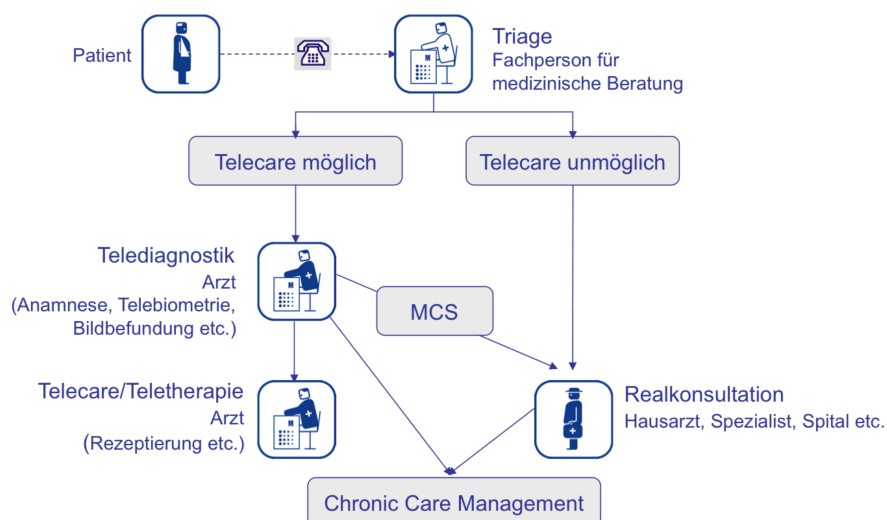 Patient
Triage
Fachperson für
medizinische Beratung
M
Telecare möglich
Telecare unmöglich
Telediagnostik
Arzt
(Anamnese, Telebiometrie,
Bildbefundung etc.)
M
MCS
Telecare/Teletherapie
Arzt
(Rezeptierung etc.)
M
Realkonsultation
Hausarzt, Spezialist, Spital etc.
Chronic Care Management